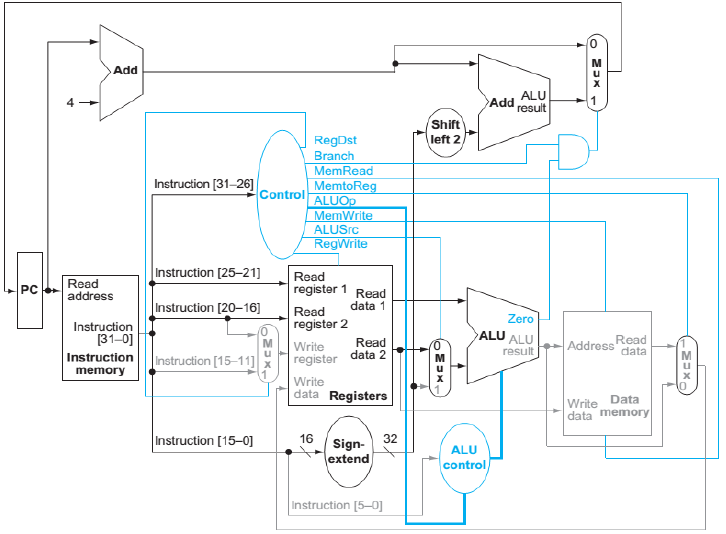 Add
4
Add ALU
result
0
M
u
x
1
Shift
left 2
RegDst
Branch
MemRead
MemtoReg
ALUOp
MemWrite
ALUSrc
RegWrite
Instruction [31–26]
Control
PC
Read
address
Instruction
[31–0]
Instruction
memory
Instruction [25–21]
Instruction [20–16]
Instruction [15–11]
0
M
u
x
1
Read
register 1
Read
data 1
Read
register 2
Write
register
Read
data 2
Write
data
Registers
0
M
u
x
1
Zero
ALU
ALU
result
Address
Read
data
Write
data
Data
memory
1
M
u
x
0
Instruction [15–0]
16
Sign-
extend
32
ALU
control
Instruction [5–0]